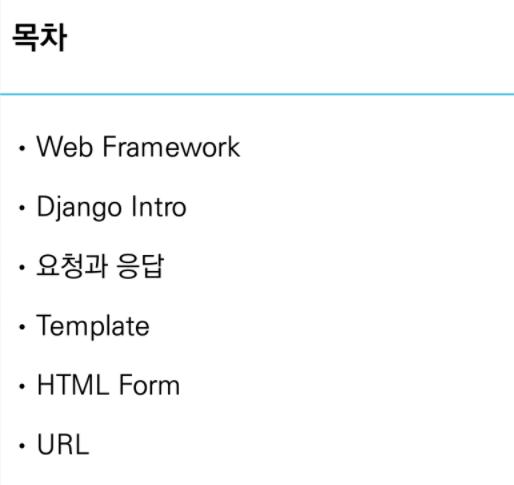 목차
• Web Framework
• Django Intro
• 요청과 응답
• Template
• HTML Form
• URL